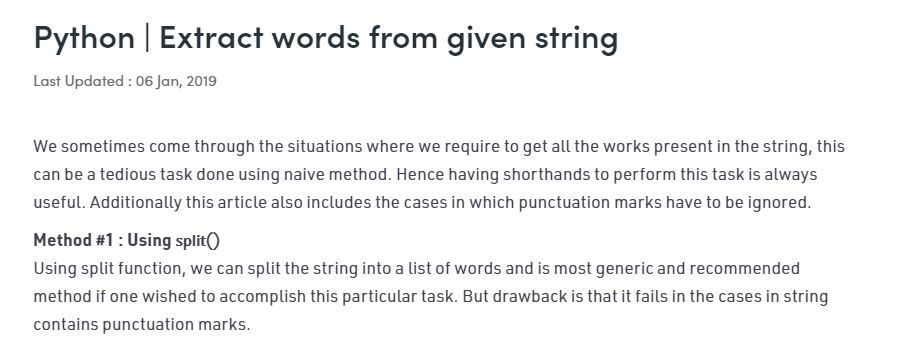 Python | Extract words from given string
Last Updated : 06 Jan, 2019
We sometimes come through the situations where we require to get all the works present in the string, this
can be a tedious task done using naive method. Hence having shorthands to perform this task is always
useful. Additionally this article also includes the cases in which punctuation marks have to be ignored.
Method #1 : Using split()
Using split function, we can split the string into a list of words and is most generic and recommended
method if one wished to accomplish this particular task. But drawback is that it fails in the cases in string
contains punctuation marks.